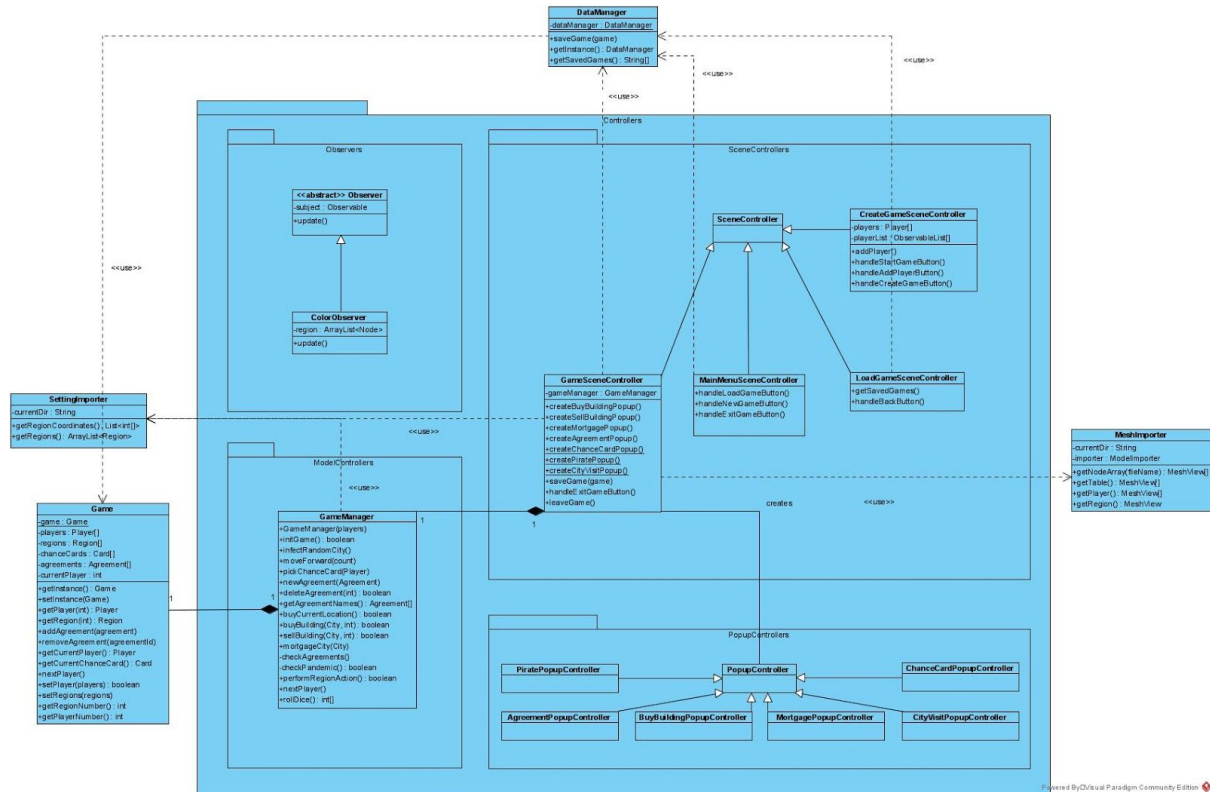 DataManager
-dataManager : DataManager
+saveGame(game)
+getInstance() : DataManager
+getSavedGames() : String[]
<<use>>
<<use>>
<<use>>
<<use>>
Controllers
Observers
<<abstract>> Observer
-subject : Observable
+update()
ColorObserver
-region : ArrayList<Node>
+update()
SceneControllers
SceneController
CreateGameSceneController
-players : Player[]
-playerList : ObservableList[]
+addPlayer()
+handleStartGameButton()
+handleAddPlayerButton()
+handleCreateGameButton()
GameSceneController
-gameManager : GameManager
+createBuyBuildingPopup()
+createSellBuildingPopup()
+createMortgagePopup()
+createAgreementPopup()
+createChanceCardPopup()
+createPiratePopup()
+createCityVisitPopup()
+saveGame(game)
+handleExitGameButton()
+leaveGame()
MainMenuSceneController
+handleLoadGameButton()
+handleNewGameButton()
+handleExitGameButton()
LoadGameSceneController
+getSavedGames()
+handleBackButton()
SettingImporter
-currentDir : String
+getRegionCoordinates() : List<int[]>
+getRegions() : ArrayList<Region>
<<use>>
<<use>>
<<use>>
MeshImporter
-currentDir : String
-importer : ModelImporter
+getNodeArray(fileName) : MeshView[]
+getTable() : MeshView[]
+getPlayer() : MeshView[]
+getRegion() : MeshView
ModelControllers
GameManager
+GameManager(players)
+initGame() : boolean
+infectRandomCity()
+moveForward(count)
+pickChanceCard(Player)
+newAgreement(Agreement)
+deleteAgreement(int) : boolean
+getAgreementNames() : Agreement[]
+buyCurrentLocation() : boolean
+buyBuilding(City, int) : boolean
+sellBuilding(City, int) : boolean
+mortgageCity(City)
-checkAgreements()
-checkPandemic() : boolean
+performRegionAction() : boolean
+nextPlayer()
+rollDice() : int[]
1
1
creates
Game
-game : Game
-players : Player[]
-regions : Region[]
-chanceCards : Card[]
-agreements : Agreement[]
-currentPlayer : int
+getInstance() : Game
+setInstance(Game)
+getPlayer(int) : Player
+getRegion(int) : Region
+addAgreement(agreement)
+removeAgreement(agreementId)
+getCurrentPlayer() : Player
+getCurrentChanceCard() : Card
+nextPlayer()
+setPlayer(players) : boolean
+setRegions(regions)
+getRegionNumber() : int
+getPlayerNumber() : int
1
1
PopupControllers
PiratePopupController
PopupController
ChanceCardPopupController
AgreementPopupController
BuyBuildingPopupController
MortgagePopupController
CityVisitPopupController
Powered By Visual Paradigm Community Edition